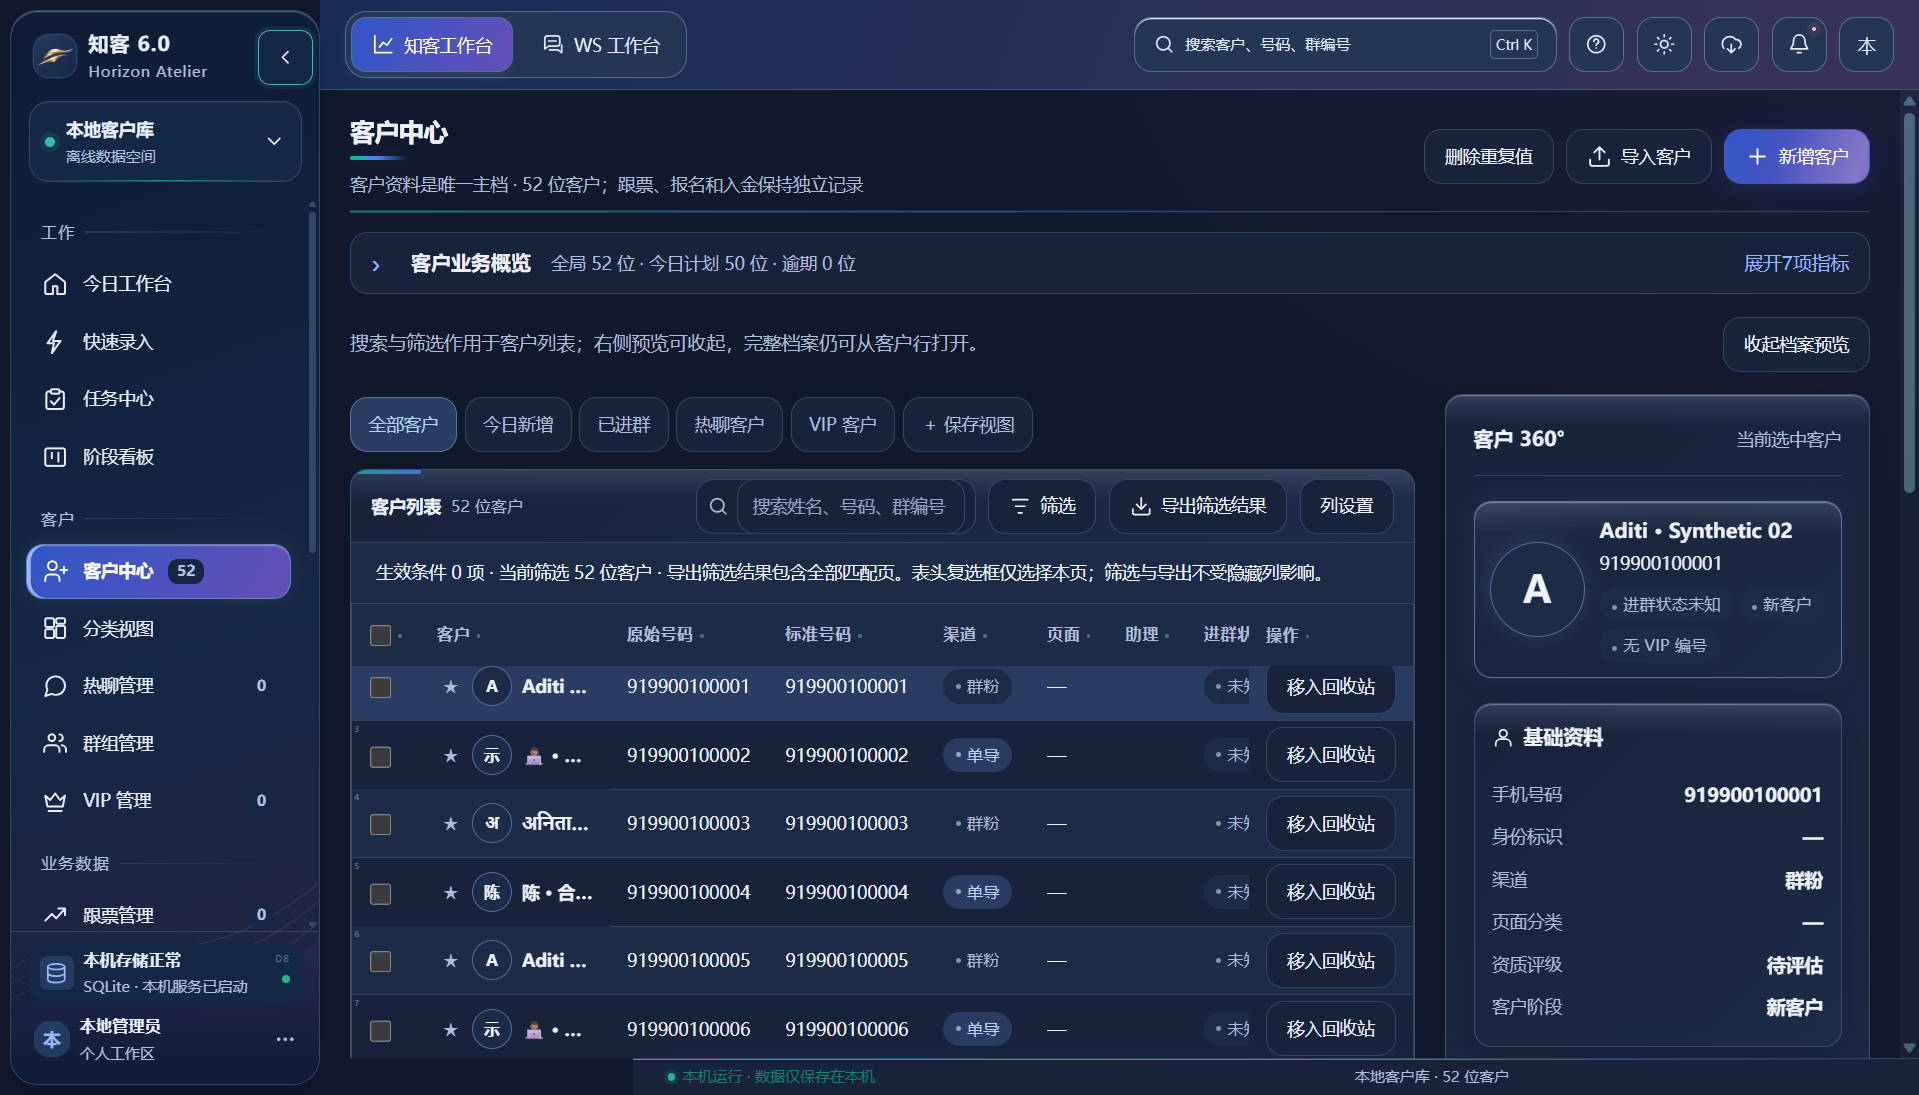 知客 6.0
Horizon Atelier
本地客户库
离线数据空间
工作
今日工作台
快速录入
任务中心
阶段看板
客户
客户中心 52
分类视图
热聊管理 0
群组管理
VIP 管理 0
业务数据
跟票管理 0
本机存储正常 DB
SQLite · 本机服务已启动
本 本地管理员
个人工作区
知客工作台 WS 工作台
搜索客户、号码、群编号 Ctrl K
本
客户中心
客户资料是唯一主档 · 52 位客户；跟票、报名和入金保持独立记录
删除重复值 导入客户 新增客户
客户业务概览 全局 52 位 · 今日计划 50 位 · 逾期 0 位 展开7项指标
搜索与筛选作用于客户列表；右侧预览可收起，完整档案仍可从客户行打开。
收起档案预览
全部客户 今日新增 已进群 热聊客户 VIP 客户 + 保存视图
客户列表 52 位客户 搜索姓名、号码、群编号 筛选 导出筛选结果 列设置
生效条件 0 项 · 当前筛选 52 位客户 · 导出筛选结果包含全部匹配页。表头复选框仅选择本页；筛选与导出不受隐藏列影响。
客户 原始号码 标准号码 渠道 页面 助理 进群状 操作
★ A Aditi ... 919900100001 919900100001 • 群粉 — • 未知 移入回收站
3 ★ 示 • ... 919900100002 919900100002 • 单导 — • 未知 移入回收站
4 ★ अ अनिता... 919900100003 919900100003 • 群粉 — • 未知 移入回收站
5 ★ 陈 陈 • 合... 919900100004 919900100004 • 单导 — • 未知 移入回收站
6 ★ A Aditi ... 919900100005 919900100005 • 群粉 — • 未知 移入回收站
7 ★ 示 • ... 919900100006 919900100006 • 单导 — • 未知 移入回收站
客户 360° 当前选中客户
A
Aditi • Synthetic 02
919900100001
• 进群状态未知 • 新客户
• 无 VIP 编号
基础资料
手机号码 919900100001
身份标识 —
渠道 群粉
页面分类 —
资质评级 待评估
客户阶段 新客户
本机运行 · 数据仅保存在本机
本地客户库 · 52 位客户